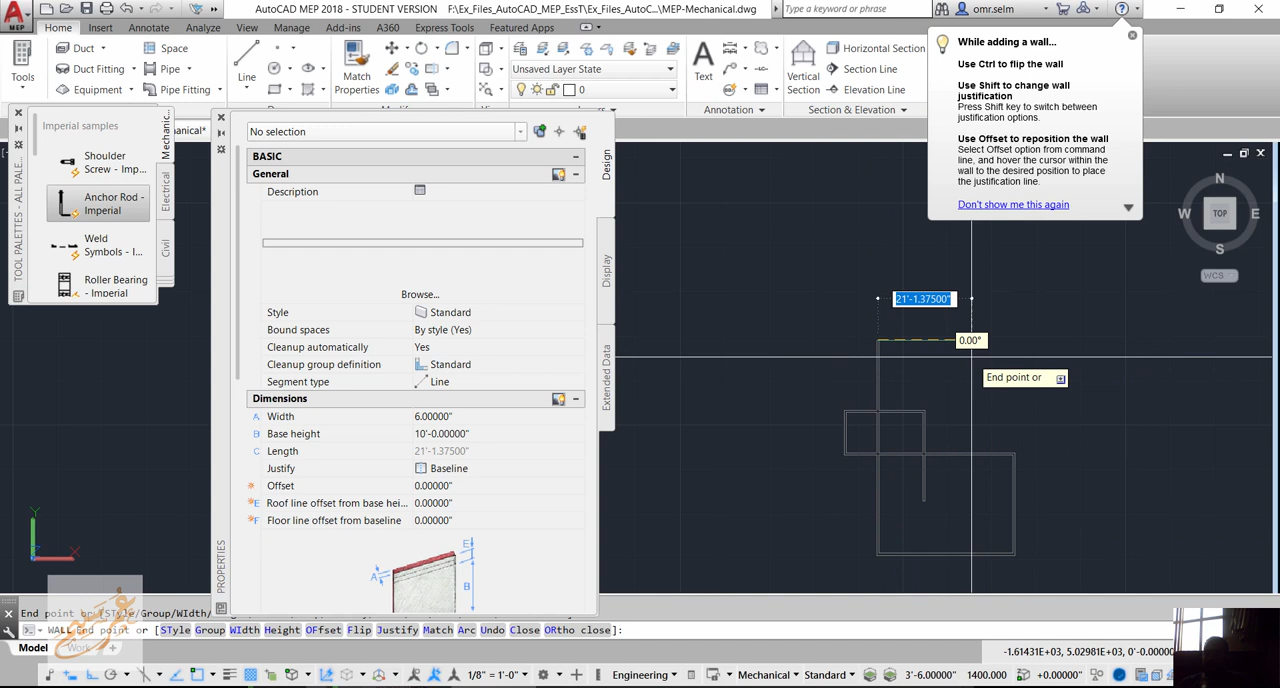 AutoCAD MEP 2018 - STUDENT VERSION F:\Ex_Files_AutoCAD_MEP_EssT\Ex_Files_AutoCAD_MEP_EssT\Ex_Files_AutoC...\MEP-Mechanical.dwg
Type a keyword or phrase
omr.selm
MEP
Home Insert Annotate Analyze View Manage Add-ins A360 Express Tools Featured Apps
Tools
Duct
Duct Fitting
Equipment
Space
Pipe
Pipe Fitting
Line
Match
Properties
Unsaved Layer State
0
Text
Annotation
Vertical
Section
Horizontal Section
Section Line
Elevation Line
Section & Elevation
While adding a wall...
Use Ctrl to flip the wall
Use Shift to change wall
justification
Press Shift key to switch between
justification options.
Use Offset to reposition the wall
Select Offset option from command
line, and hover the cursor within the
wall to the desired position to place
the justification line.
Don't show me this again
TOOL PALETTES - ALL PALE...
Imperial samples
Shoulder
Screw - Imp...
Anchor Rod -
Imperial
Weld
Symbols - I...
Roller Bearing
- Imperial
Mechanic...
Electrical
Civil
PROPERTIES
No selection
BASIC
General
Description
Browse...
Style Standard
Bound spaces By style (Yes)
Cleanup automatically Yes
Cleanup group definition Standard
Segment type Line
Dimensions
A Width 6.00000"
B Base height 10'-0.00000"
C Length 21'-1.37500"
Justify Baseline
Offset 0.00000"
E Roof line offset from base hei... 0.00000"
F Floor line offset from baseline 0.00000"
A
E
B
Design
Display
Extended Data
21'-1.37500"
0.00°
End point or
N
W TOP E
S
WCS
Y
X
End point or [STyle/Group/WIdth/
WALL End point or [STyle Group WIdth Height OFfset Flip Justify Match Arc Undo Close ORtho close]:
Model Work +
-1.61431E+03, 5.02981E+03, 0'-0.0000
1/8" = 1'-0" Engineering Mechanical Standard 3'-6.00000" 1400.000 +0.00000"